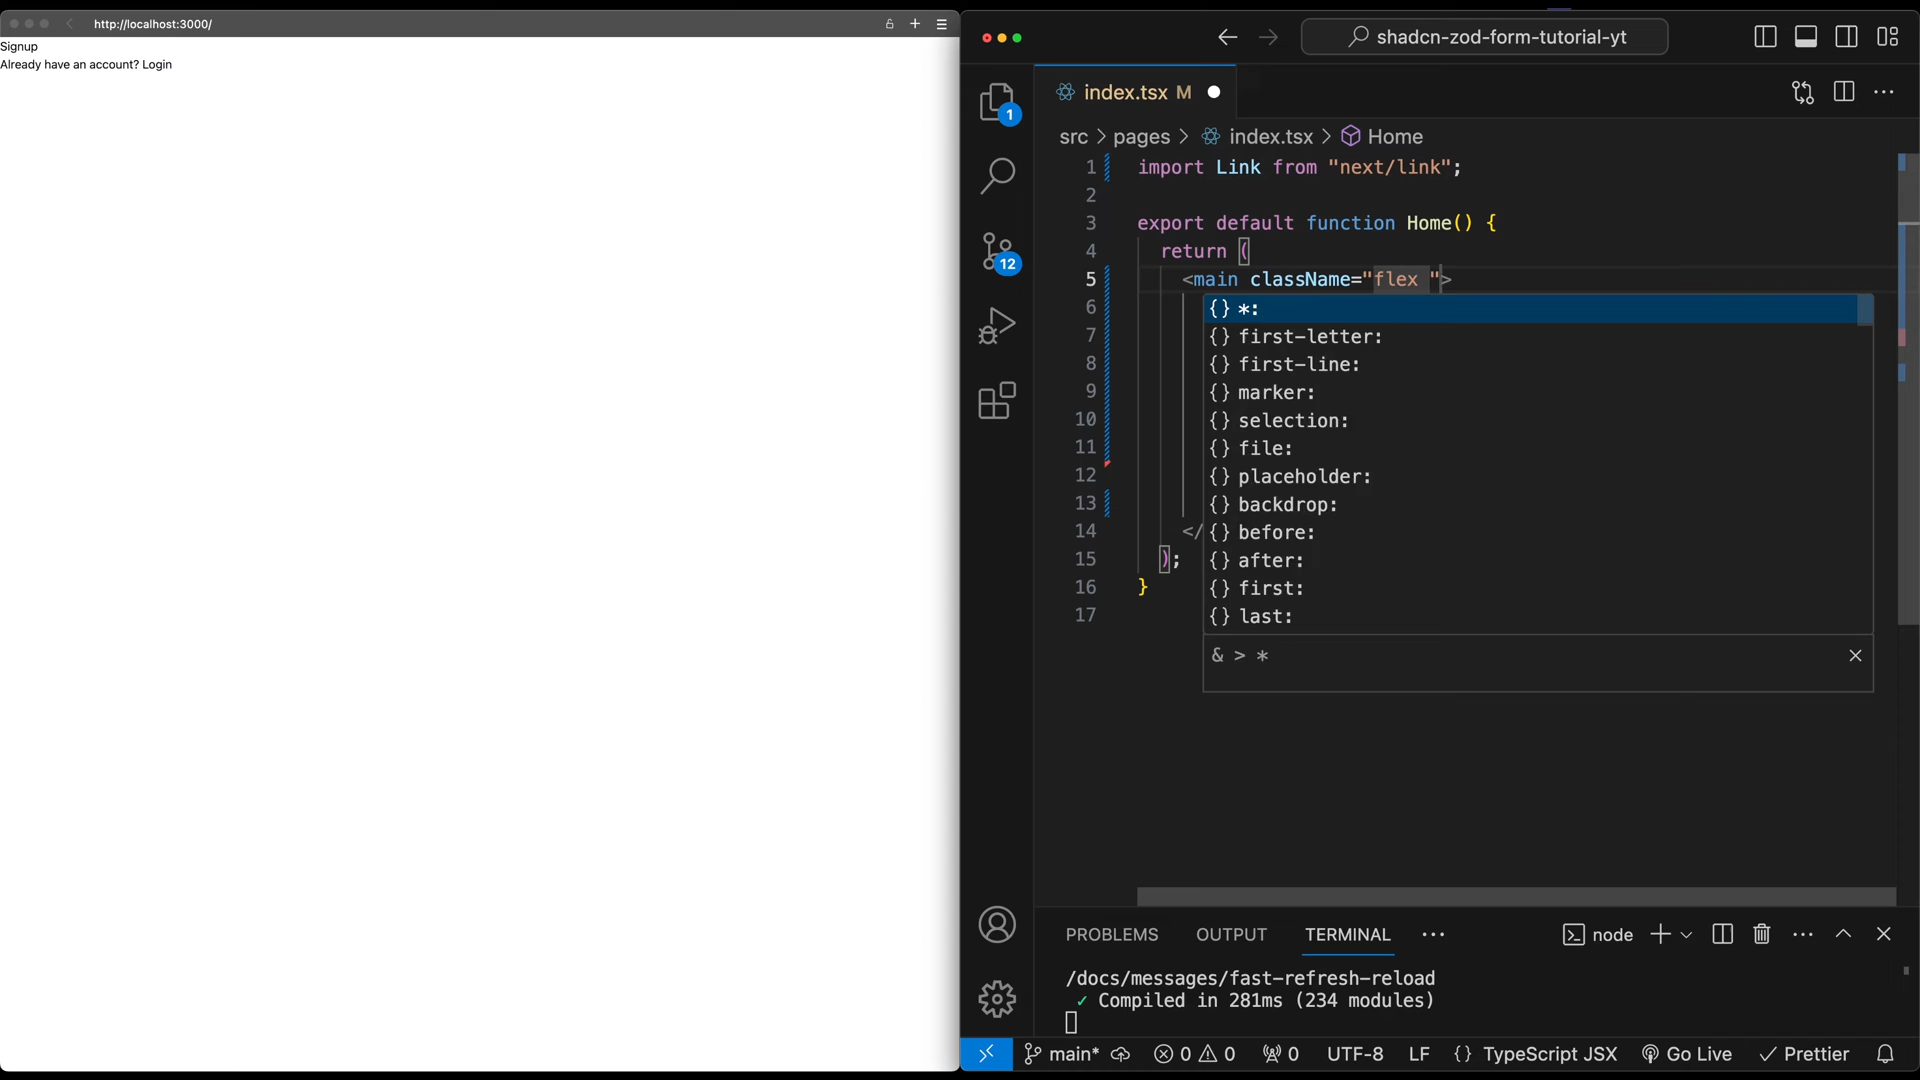 http://localhost:3000/
Signup
Already have an account? Login
shadcn-zod-form-tutorial-yt
index.tsx M
src > pages > index.tsx > Home
1
12
1 import Link from "next/link";
2
3 export default function Home() {
4 return (
5 <main className="flex ">
6 {} *:
7 {} first-letter:
8 {} first-line:
9 {} marker:
10 {} selection:
11 {} file:
12 {} placeholder:
13 {} backdrop:
14 </ {} before:
15 ); {} after:
16 } {} first:
17 {} last:
& > *
PROBLEMS OUTPUT TERMINAL ··· node
/docs/messages/fast-refresh-reload
✓ Compiled in 281ms (234 modules)
main* 0 0 0 UTF-8 LF {} TypeScript JSX Go Live ✓ Prettier